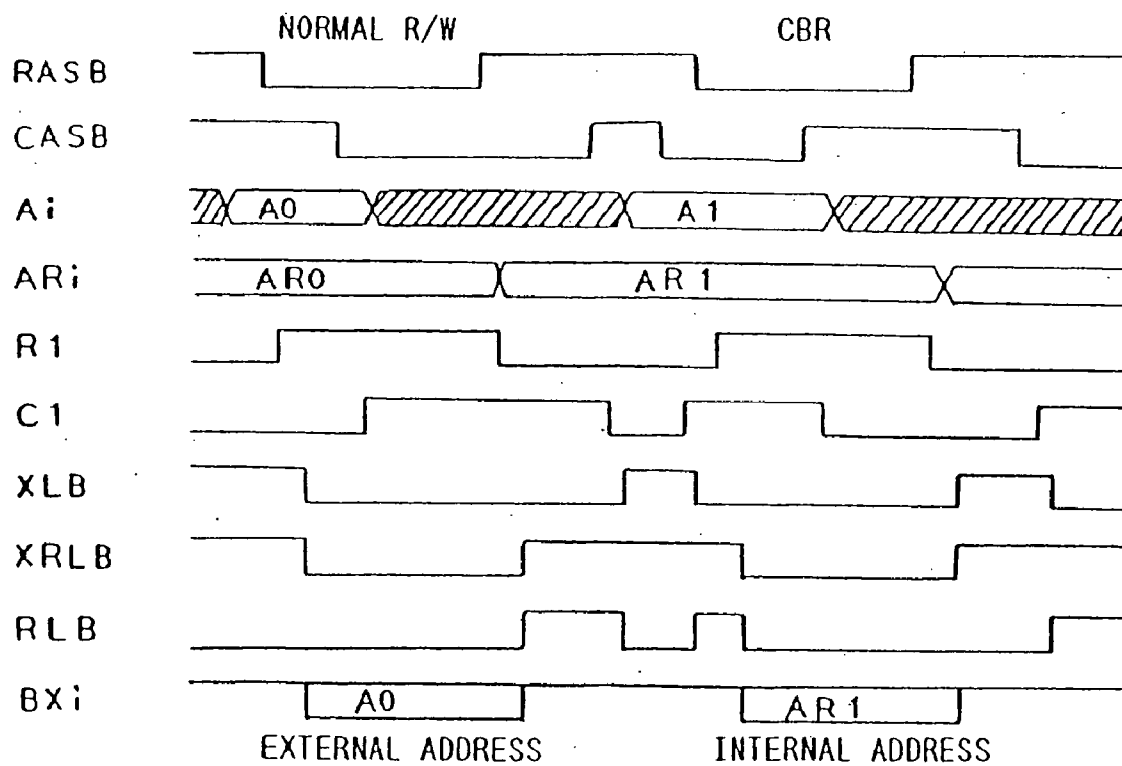 NORMAL R/W CBR
RASB
CASB
Ai A0 A1
ARi AR0 AR1
R1
C1
XLB
XRLB
RLB
BXi A0 AR1
EXTERNAL ADDRESS INTERNAL ADDRESS